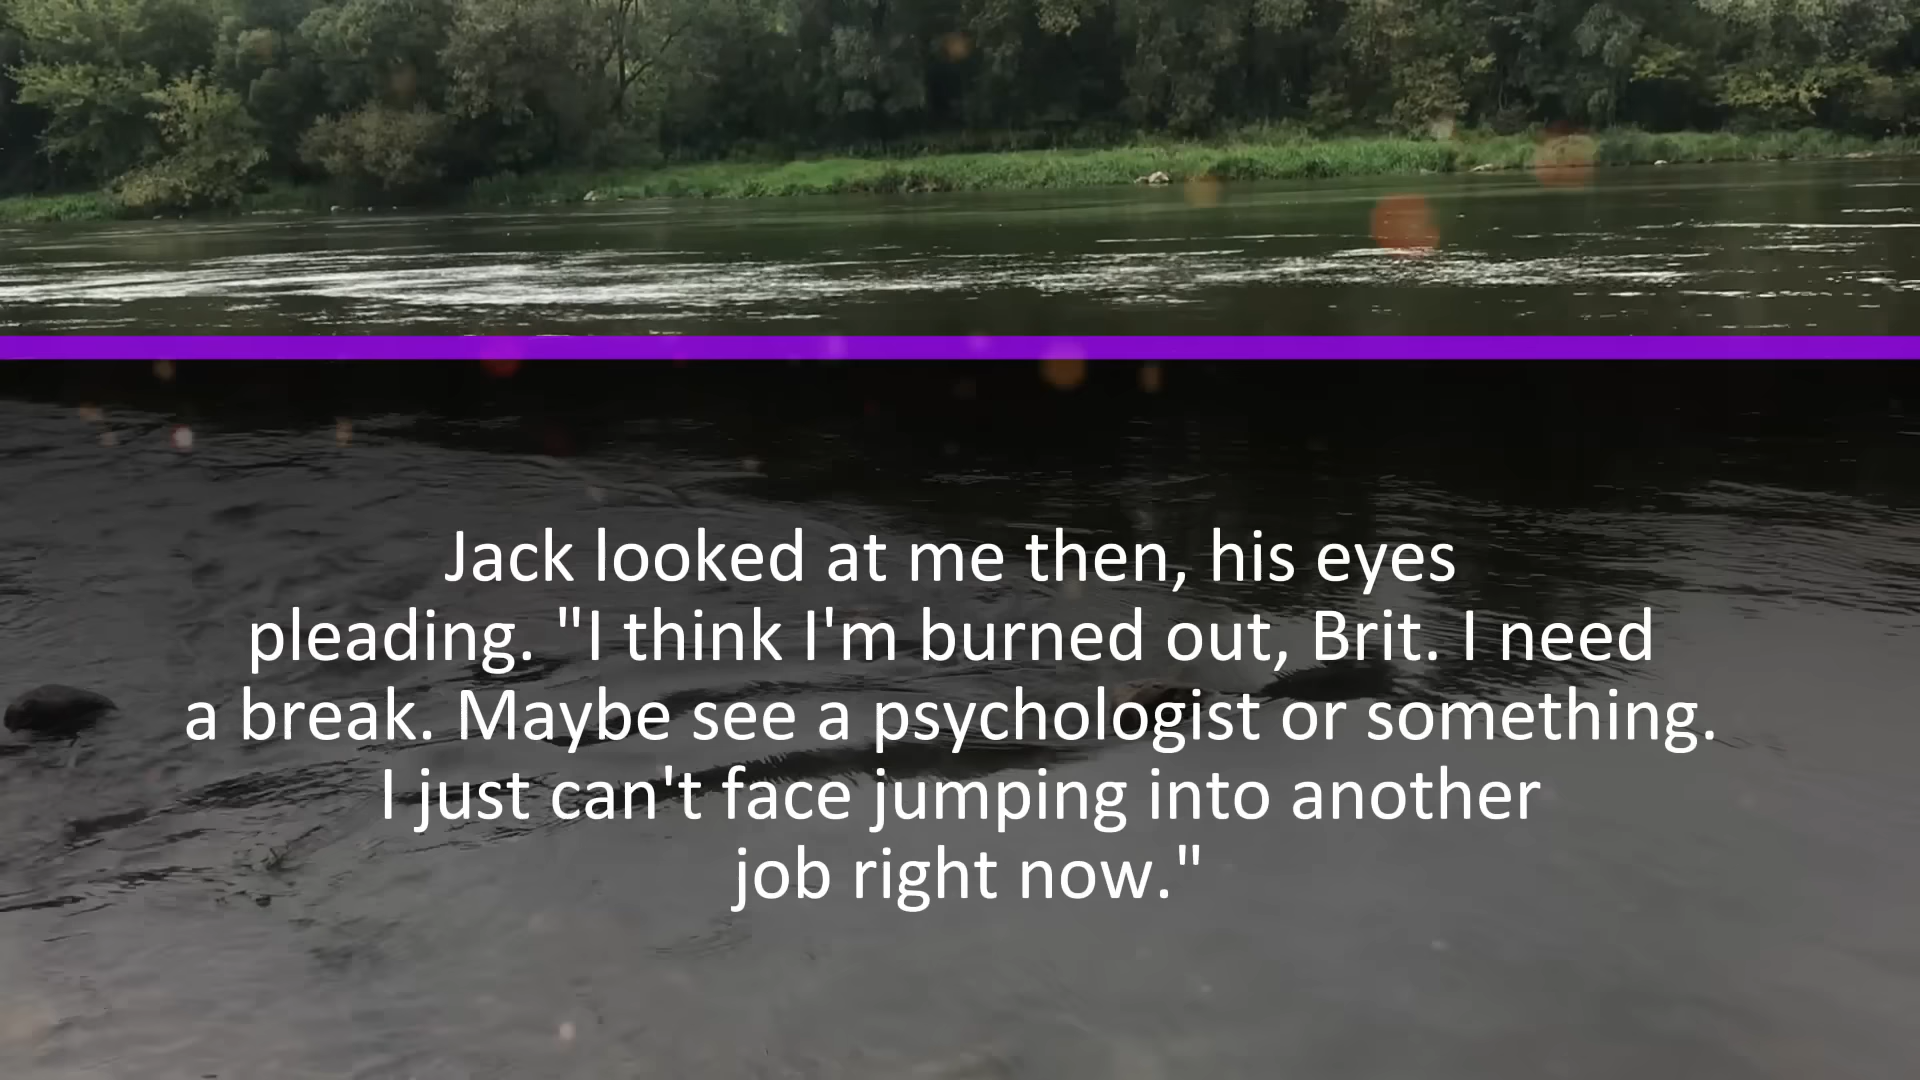 Jack looked at me then, his eyes
pleading. "I think I'm burned out, Brit. I need
a break. Maybe see a psychologist or something.
I just can't face jumping into another
job right now."